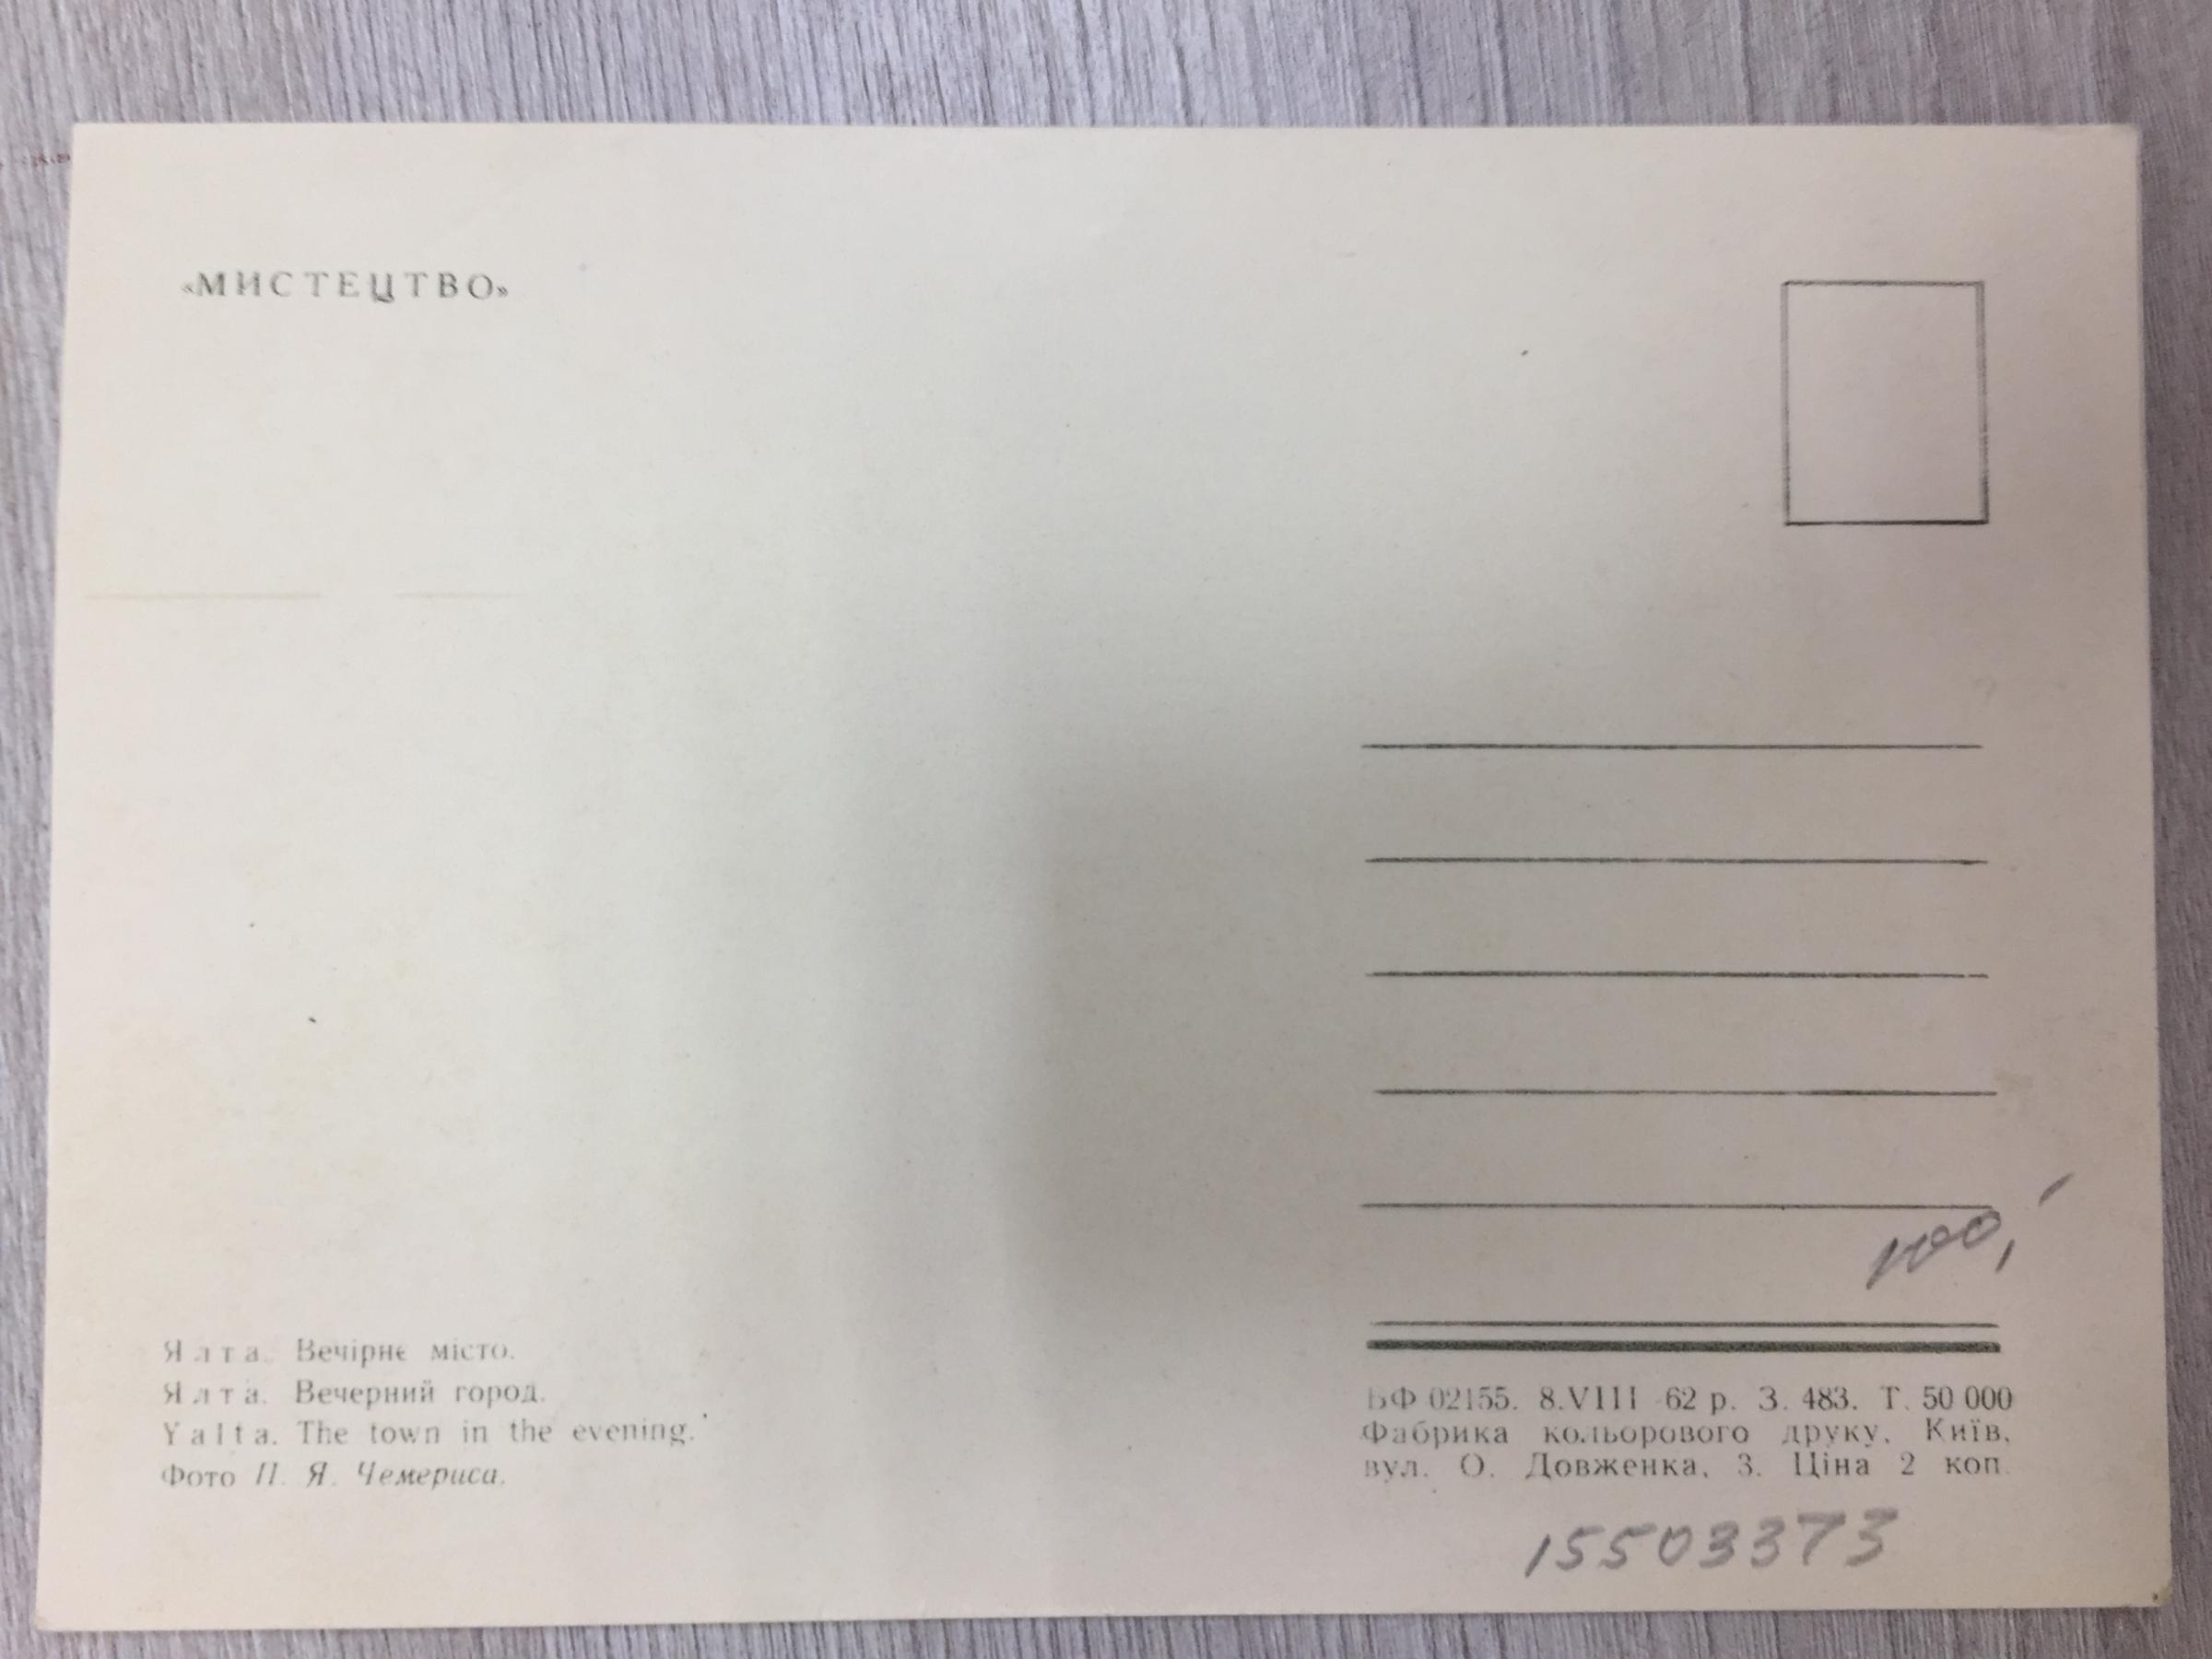 «МИСТЕЦТВО»
Ялта. Вечірнє місто.
Ялта. Вечерний город.
Yalta. The town in the evening.
Фото П. Я. Чемериса.
100,-
БФ 02155. 8.VIII-62 р. З. 483. Т. 50 000
Фабрика кольорового друку, Київ,
вул. О. Довженка, 3. Ціна 2 коп.
15503373